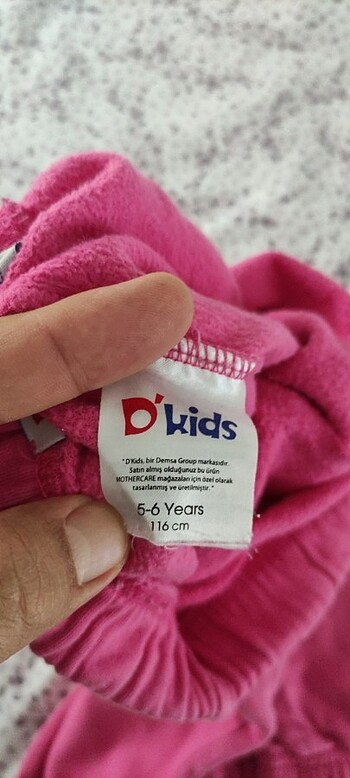 D'kids
"D'Kids, bir Demsa Group markasıdır.
Satın almış olduğunuz bu ürün
MOTHERCARE mağazaları için özel olarak
tasarlanmış ve üretilmiştir."
5-6 Years
116 cm